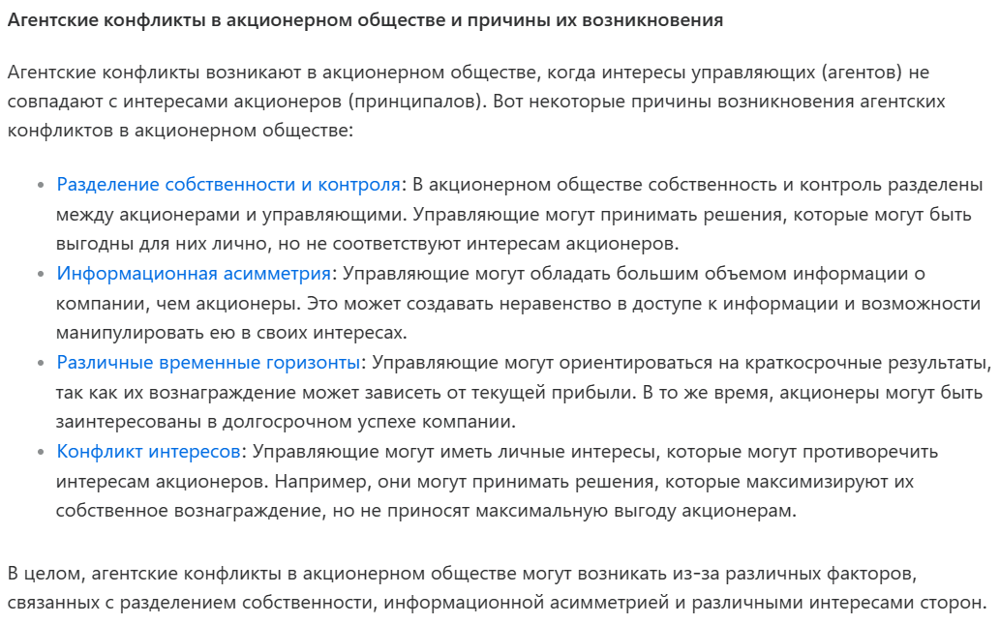 Агентские конфликты в акционерном обществе и причины их возникновения
Агентские конфликты возникают в акционерном обществе, когда интересы управляющих (агентов) не
совпадают с интересами акционеров (принципалов). Вот некоторые причины возникновения агентских
конфликтов в акционерном обществе:
• Разделение собственности и контроля: В акционерном обществе собственность и контроль разделены
между акционерами и управляющими. Управляющие могут принимать решения, которые могут быть
выгодны для них лично, но не соответствуют интересам акционеров.
• Информационная асимметрия: Управляющие могут обладать большим объемом информации о
компании, чем акционеры. Это может создавать неравенство в доступе к информации и возможности
манипулировать ею в своих интересах.
• Различные временные горизонты: Управляющие могут ориентироваться на краткосрочные результаты,
так как их вознаграждение может зависеть от текущей прибыли. В то же время, акционеры могут быть
заинтересованы в долгосрочном успехе компании.
• Конфликт интересов: Управляющие могут иметь личные интересы, которые могут противоречить
интересам акционеров. Например, они могут принимать решения, которые максимизируют их
собственное вознаграждение, но не приносят максимальную выгоду акционерам.
В целом, агентские конфликты в акционерном обществе могут возникать из-за различных факторов,
связанных с разделением собственности, информационной асимметрией и различными интересами сторон.